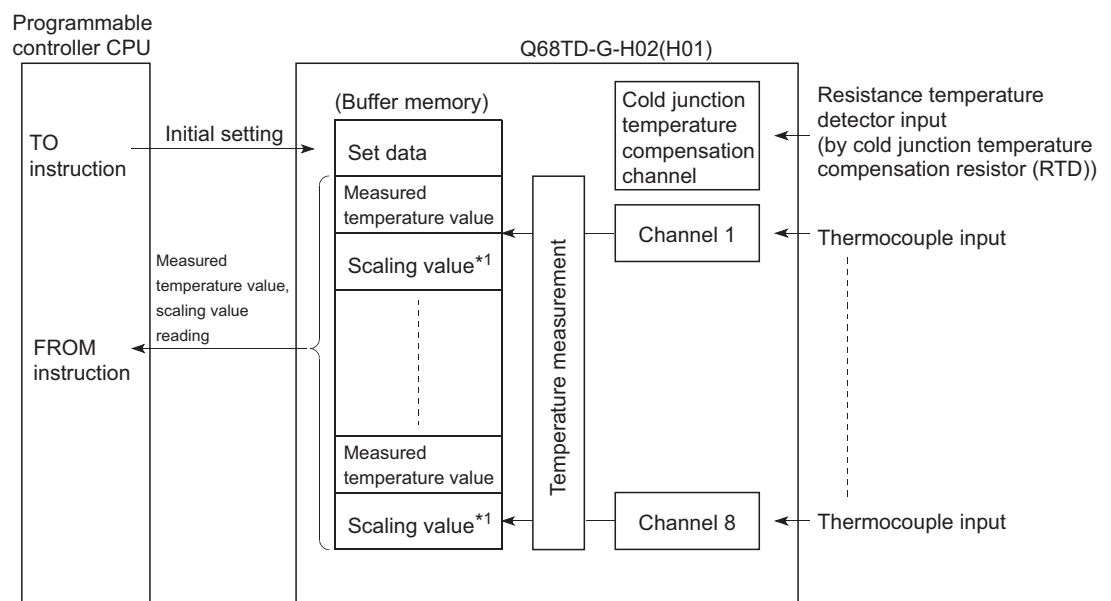 Programmable
controller CPU
Q68TD-G-H02(H01)
(Buffer memory)
Cold junction
temperature
compensation
channel
Resistance temperature
detector input
(by cold junction temperature
compensation resistor (RTD))
TO
instruction
Initial setting
Set data
Measured
temperature value
Scaling value*1
Temperature measurement
Channel 1
Thermocouple input
Measured
temperature value,
scaling value
reading
FROM
instruction
Measured
temperature value
Scaling value*1
Channel 8
Thermocouple input